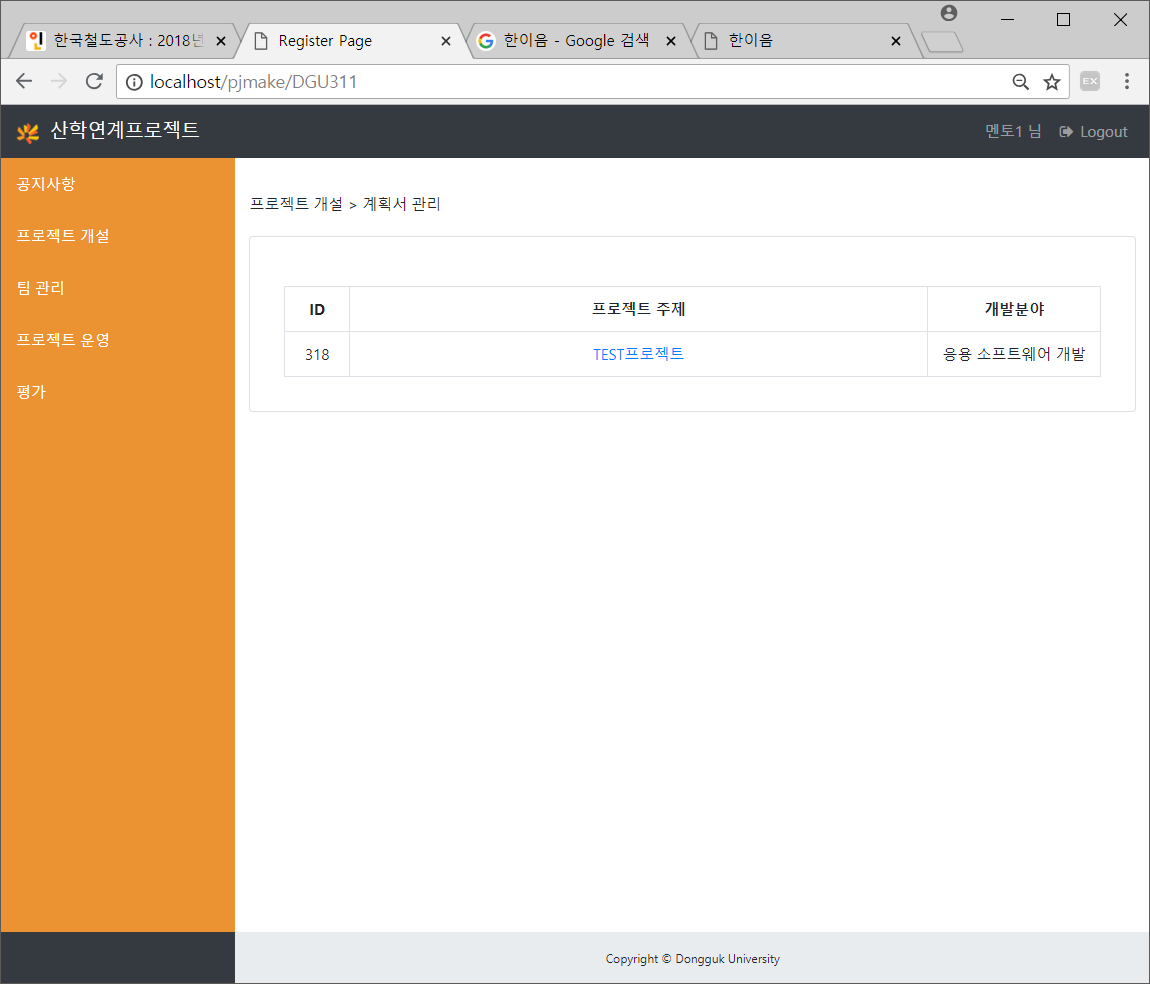 한국철도공사 : 2018년
Register Page
한이음 - Google 검색
한이음
localhost/pjmake/DGU311
EX
산학연계프로젝트
멘토1 님
Logout
공지사항
프로젝트 개설
팀 관리
프로젝트 운영
평가
프로젝트 개설 > 계획서 관리
ID 프로젝트 주제 개발분야
318 TEST프로젝트 응용 소프트웨어 개발
Copyright © Dongguk University